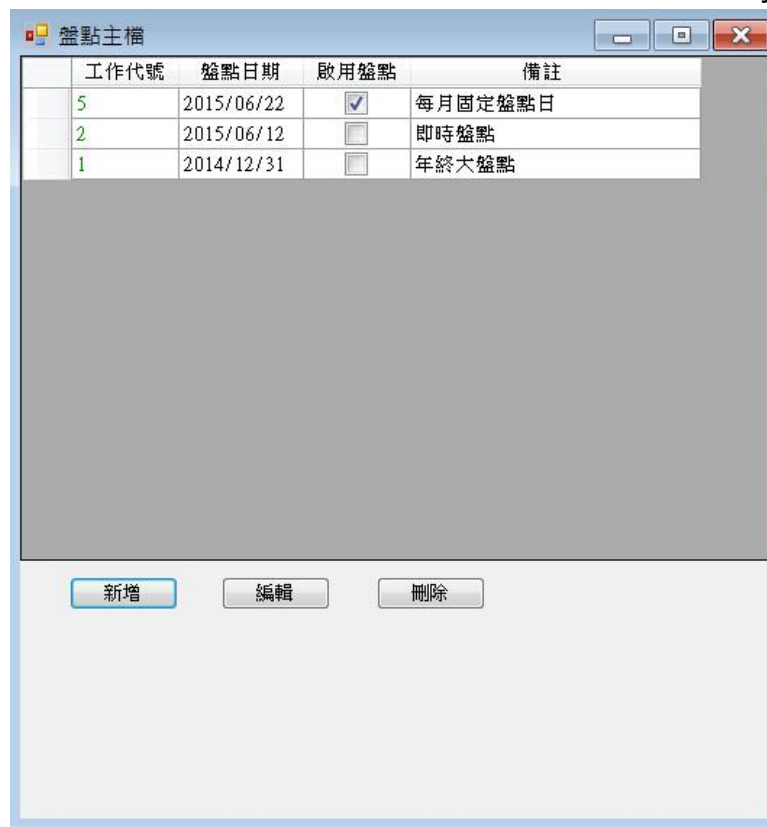 盤點主檔
工作代號 盤點日期 啟用盤點 備註
5 2015/06/22 每月固定盤點日
2 2015/06/12 即時盤點
1 2014/12/31 年終大盤點
新增 編輯 刪除